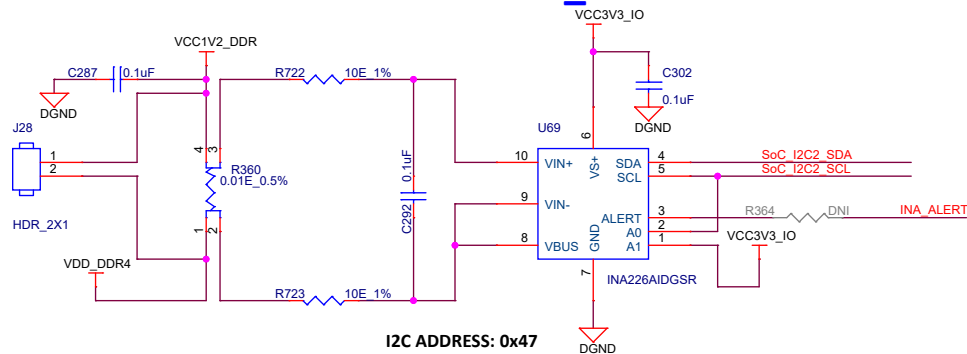 VCC3V3_IO
VCC1V2_DDR
C287
0.1uF
R722
10E_1%
C302
0.1uF
DGND
DGND
J28
1
2
HDR_2X1
4
3
R360
0.01E_0.5%
1
2
0.1uF
C292
U69
6
10
VIN+
VS+
SDA
4
SoC_I2C2_SDA
SCL
5
SoC_I2C2_SCL
9
VIN-
ALERT
3
R364
DNI
INA_ALERT
A0
2
8
VBUS
GND
A1
1
VCC3V3_IO
7
INA226AIDGSR
VDD_DDR4
R723
10E_1%
I2C ADDRESS: 0x47
DGND